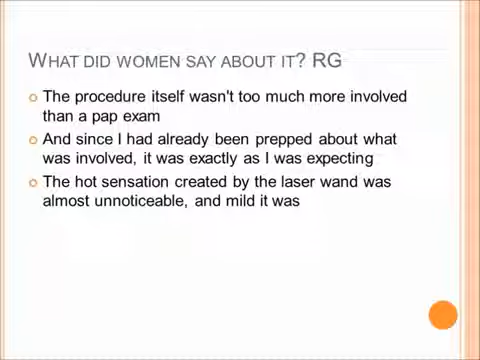 WHAT DID WOMEN SAY ABOUT IT? RG
The procedure itself wasn't too much more involved
than a pap exam
And since I had already been prepped about what
was involved, it was exactly as I was expecting
The hot sensation created by the laser wand was
almost unnoticeable, and mild it was